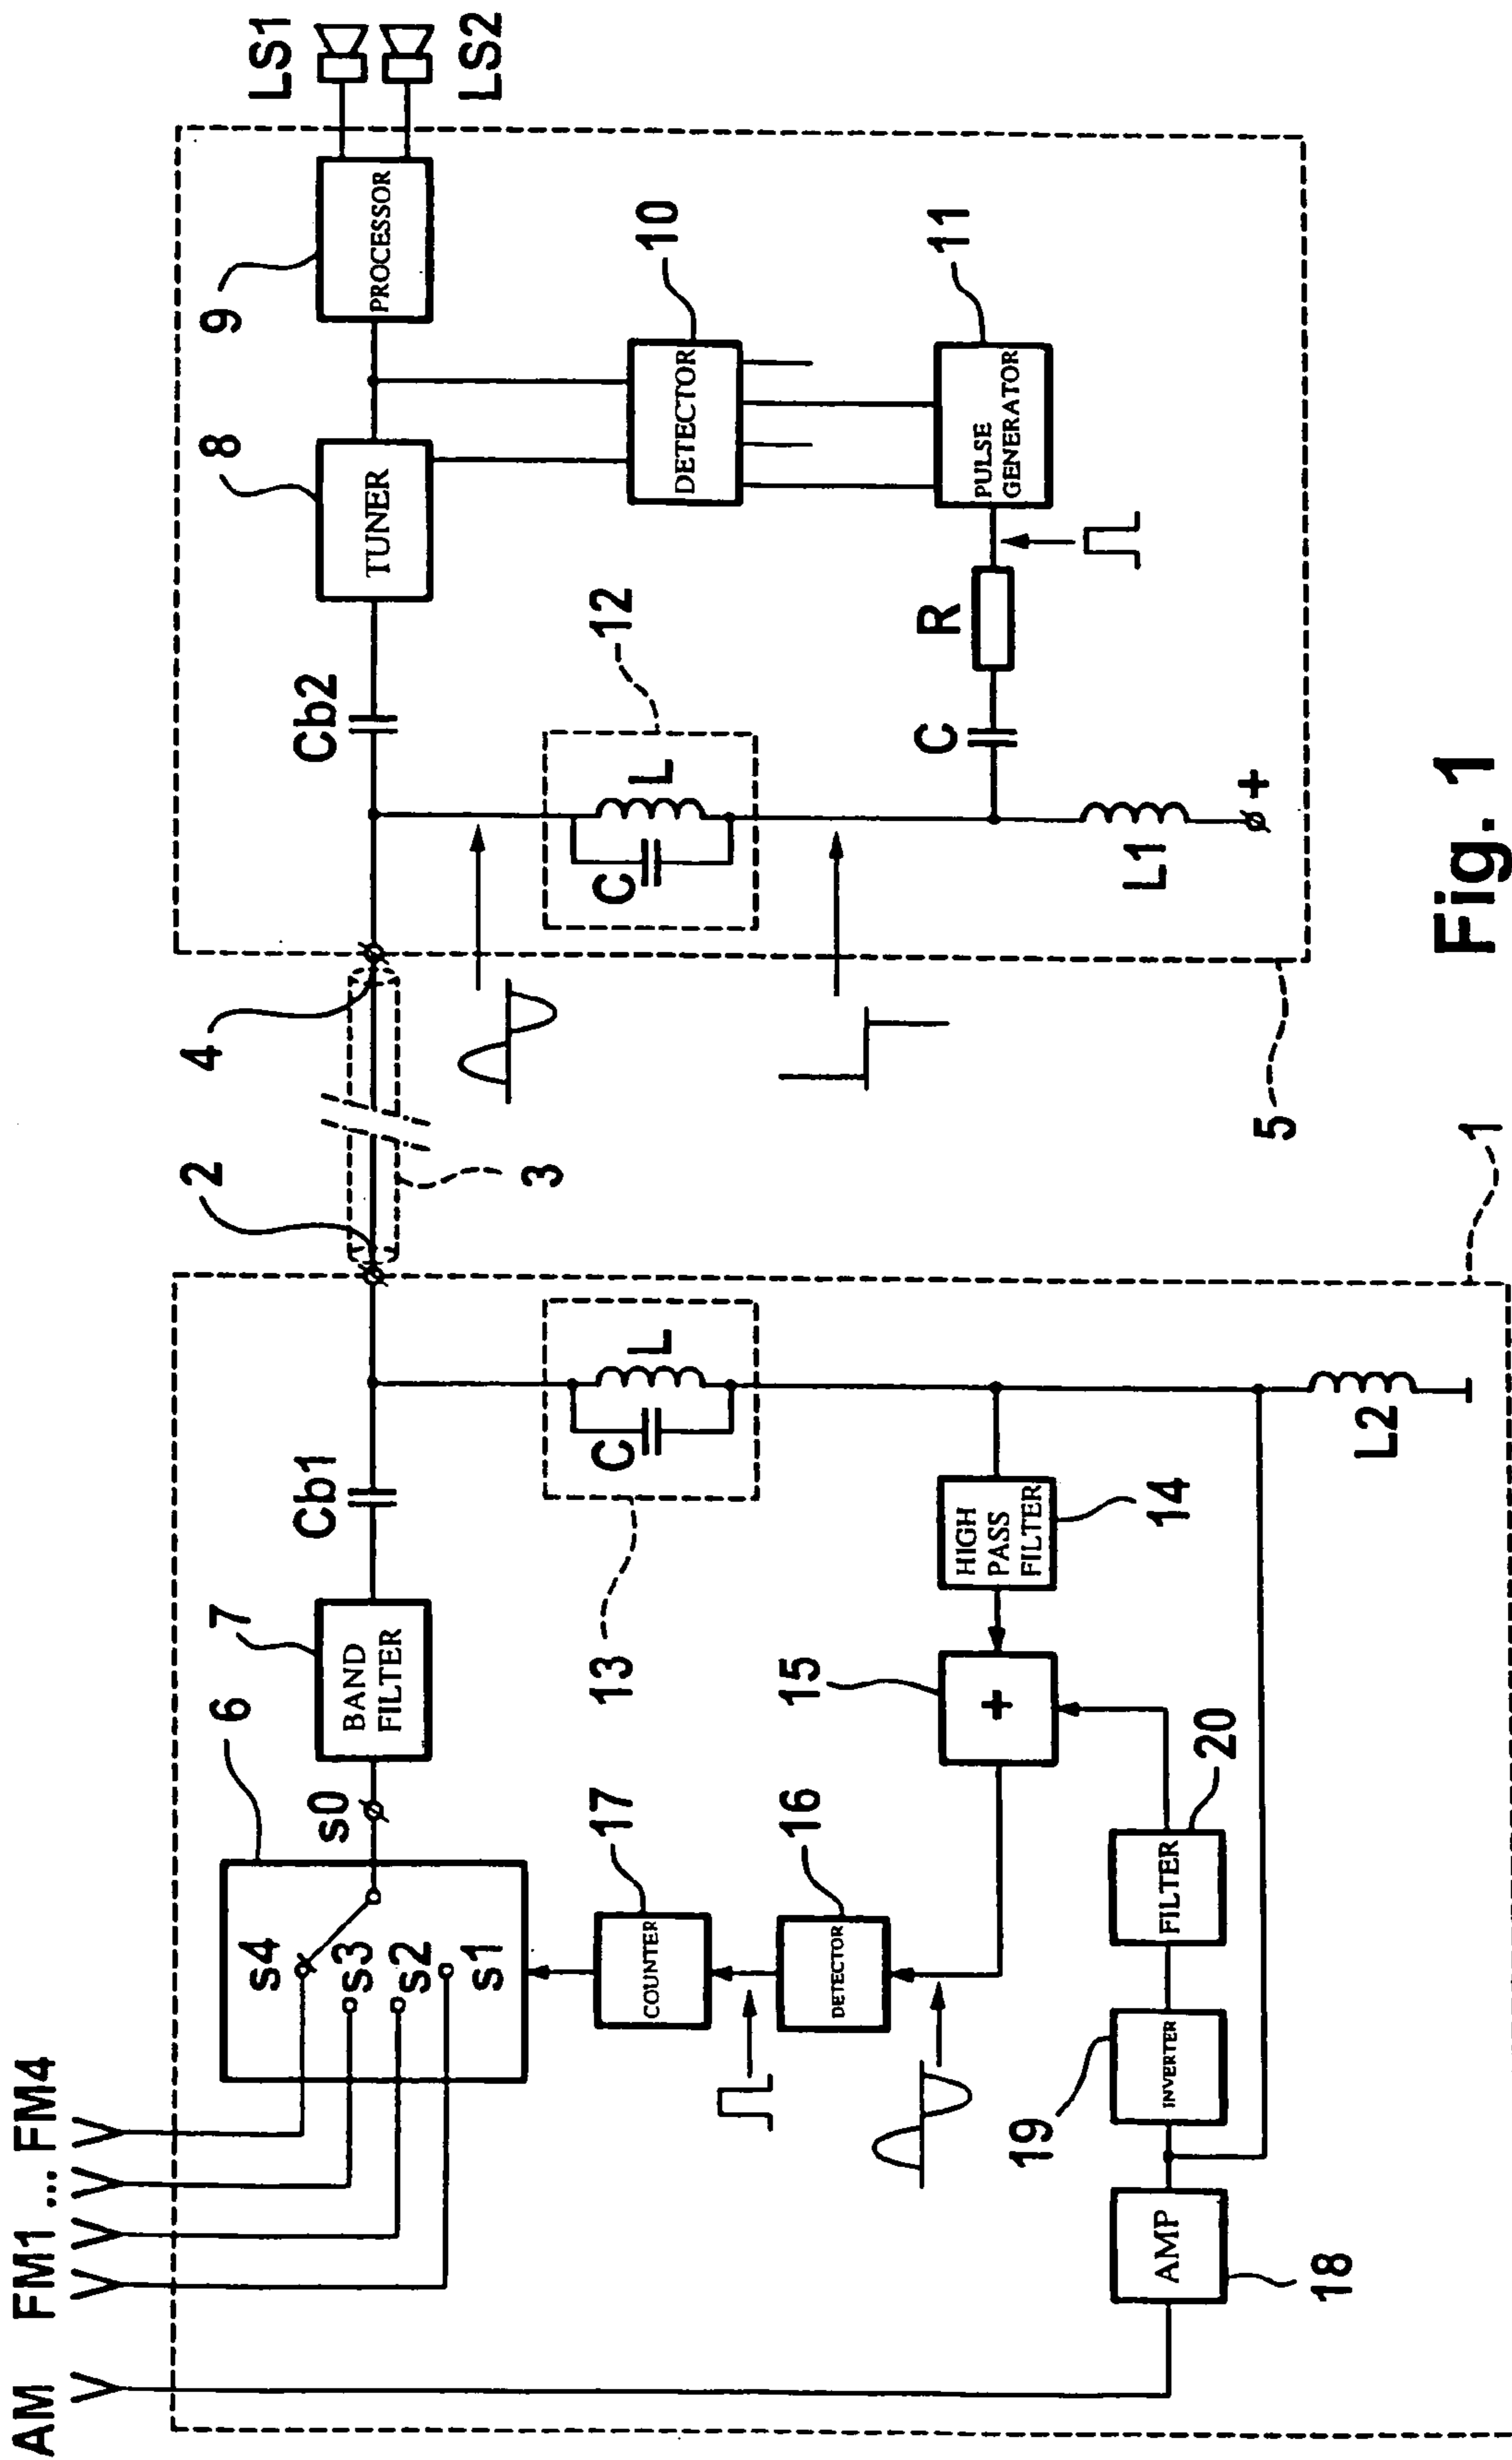 AM FM1 ... FM4
6
s4
s3
s2
s1
s0
7
BAND
FILTER
Cb1
2
3
4
Cb2
8
TUNER
9
PROCESSOR
LS1
LS2
17
COUNTER
16
DETECTOR
15
+
13
C
L
HIGH
PASS
FILTER
14
AMP
18
19
INVERTER
FILTER
20
L2
1
12
C
L
10
DETECTOR
11
PULSE
GENERATOR
R
C
L1
+
5
Fig. 1